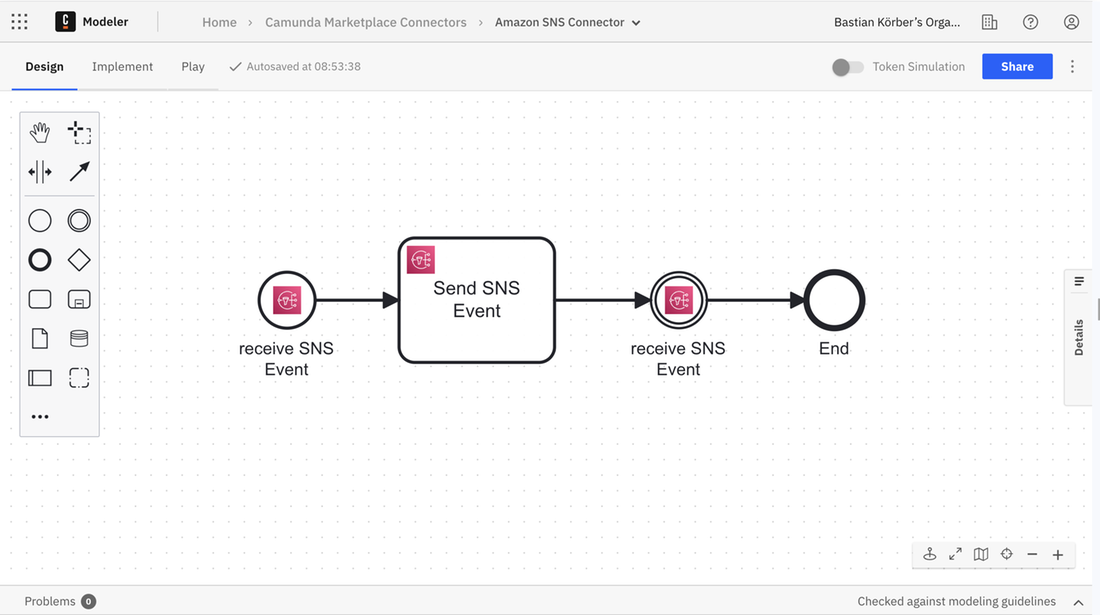 C Modeler
Home > Camunda Marketplace Connectors > Amazon SNS Connector
Bastian Körber's Orga...
Design
Implement
Play
Autosaved at 08:53:38
Token Simulation
Share
receive SNS
Event
Send SNS
Event
receive SNS
Event
End
Details
Problems 0
Checked against modeling guidelines